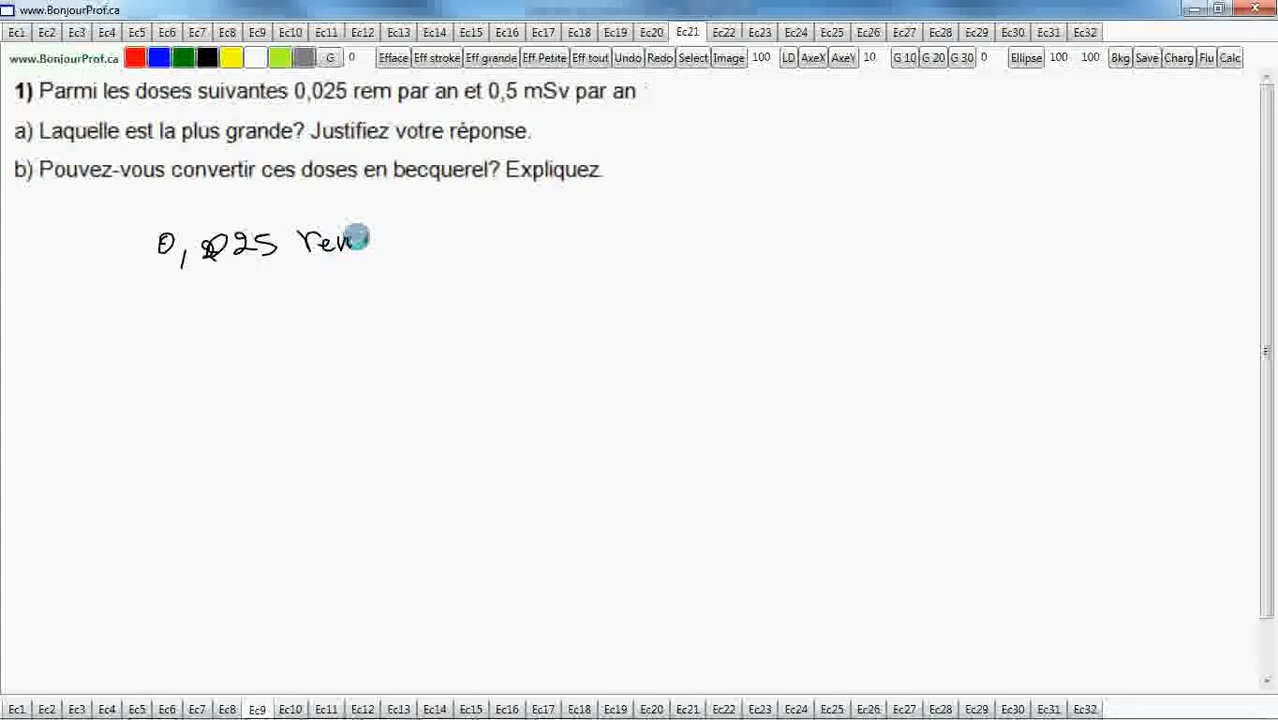 www.BonjourProf.ca
Ec1 Ec2 Ec3 Ec4 Ec5 Ec6 Ec7 Ec8 Ec9 Ec10 Ec11 Ec12 Ec13 Ec14 Ec15 Ec16 Ec17 Ec18 Ec19 Ec20 Ec21 Ec22 Ec23 Ec24 Ec25 Ec26 Ec27 Ec28 Ec29 Ec30 Ec31 Ec32
www.BonjourProf.ca G 0 Efface Eff stroke Eff grande Eff Petite Eff tout Undo Redo Select Image 100 LD AxeX AxeY 10 G 10 G 20 G 30 0 Ellipse 100 100 Bkg Save Charg Flu Calc
1) Parmi les doses suivantes 0,025 rem par an et 0,5 mSv par an
a) Laquelle est la plus grande? Justifiez votre réponse.
b) Pouvez-vous convertir ces doses en becquerel? Expliquez.
0,025
Ec1 Ec2 Ec3 Ec4 Ec5 Ec6 Ec7 Ec8 Ec9 Ec10 Ec11 Ec12 Ec13 Ec14 Ec15 Ec16 Ec17 Ec18 Ec19 Ec20 Ec21 Ec22 Ec23 Ec24 Ec25 Ec26 Ec27 Ec28 Ec29 Ec30 Ec31 Ec32